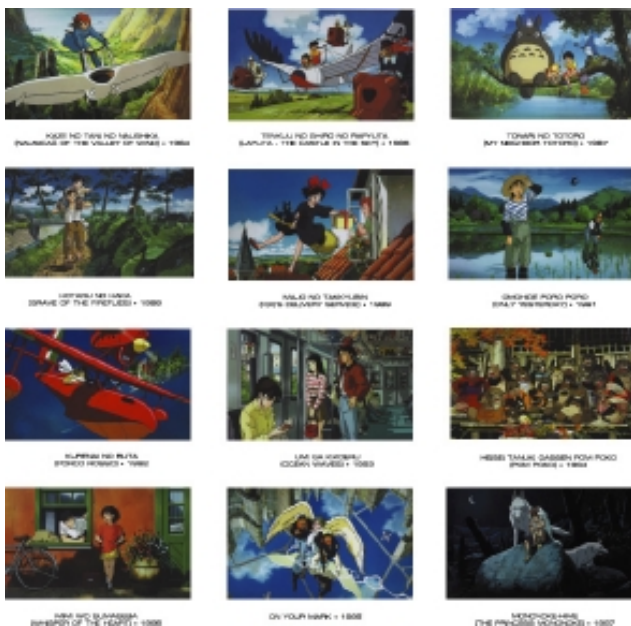 KAZE NO TANI NO NAUSHIKA
(NAUSICAÄ OF THE VALLEY OF WIND) • 1984
TENKUU NO SHIRO NO RAPYUTA
(LAPUTA - THE CASTLE IN THE SKY) • 1986
TONARI NO TOTORO
(MY NEIGHBOR TOTORO) • 1987
HOTARU NO HAKA
(GRAVE OF THE FIREFLIES) • 1988
MAJO NO TAKKYUBIN
(KIKI'S DELIVERY SERVICE) • 1989
OMOHIDE PORO PORO
(ONLY YESTERDAY) • 1991
KURENAI NO BUTA
(PORCO ROSSO) • 1992
UMI GA KIKOERU
(OCEAN WAVES) • 1993
HEISEI TANUKI GASSEN POM POKO
(POM POKO) • 1994
MIMI WO SUMASEBA
(WHISPER OF THE HEART) • 1995
ON YOUR MARK • 1995
MONONOKE-HIME
(THE PRINCESS MONONOKE) • 1997